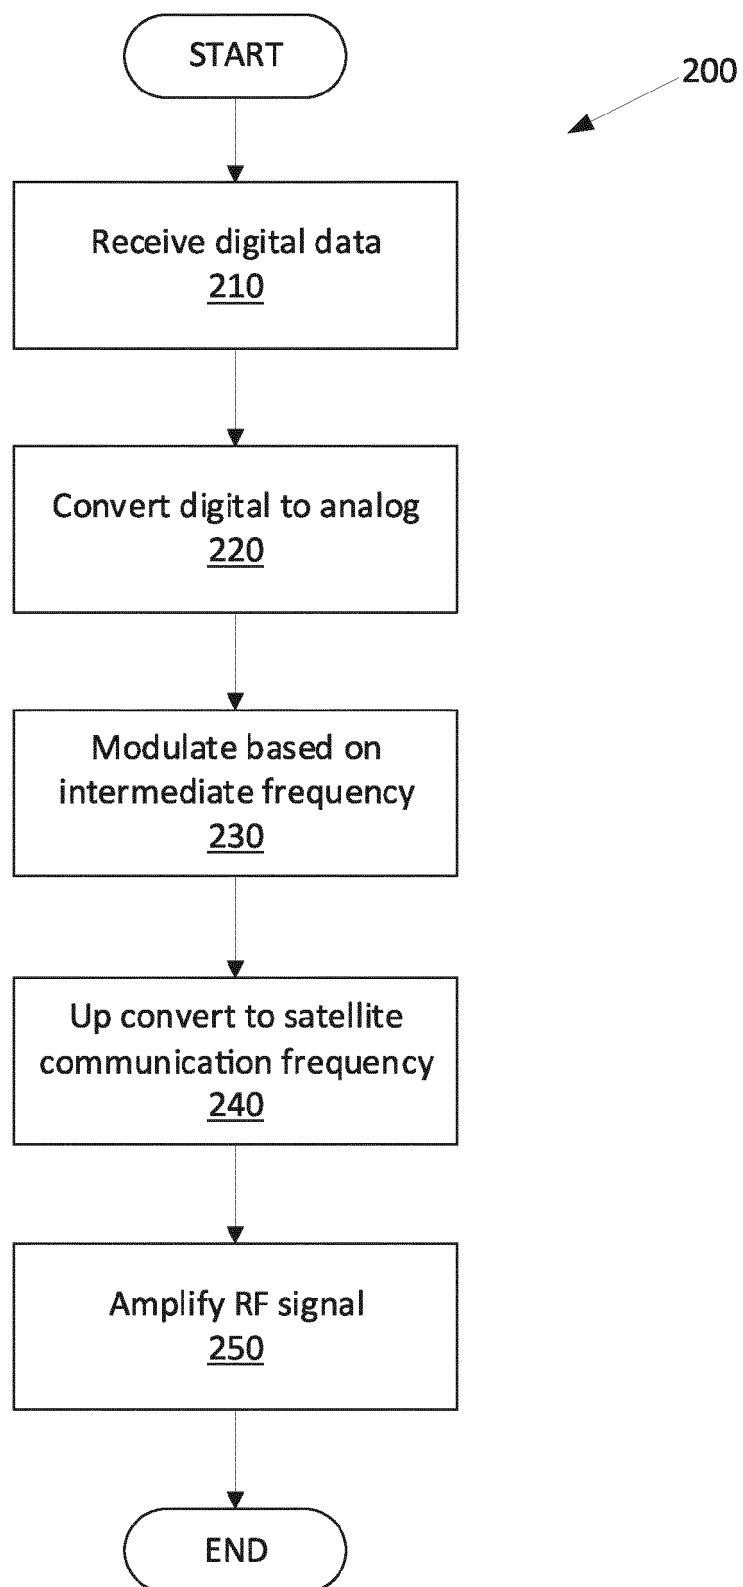 START
200
Receive digital data
210
Convert digital to analog
220
Modulate based on
intermediate frequency
230
Up convert to satellite
communication frequency
240
Amplify RF signal
250
END